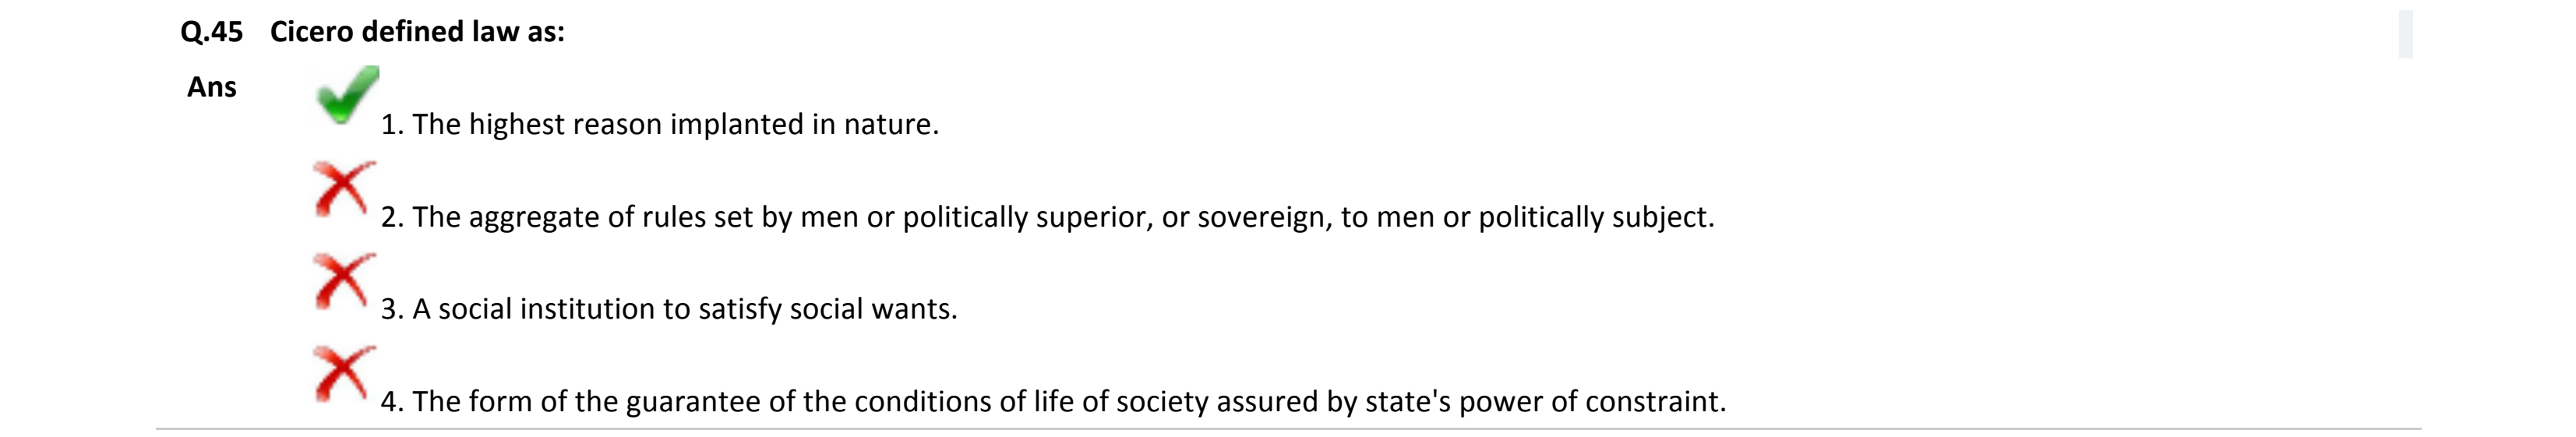 Q.45 Cicero defined law as:
Ans
1. The highest reason implanted in nature.
2. The aggregate of rules set by men or politically superior, or sovereign, to men or politically subject.
3. A social institution to satisfy social wants.
4. The form of the guarantee of the conditions of life of society assured by state's power of constraint.